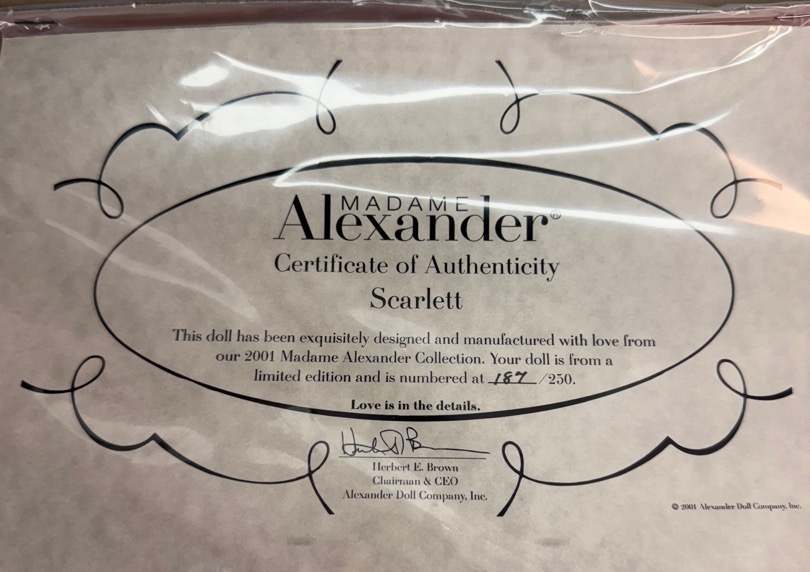 MADAME
Alexander®
Certificate of Authenticity
Scarlett
This doll has been exquisitely designed and manufactured with love from
our 2001 Madame Alexander Collection. Your doll is from a
limited edition and is numbered at 187 /250.
Love is in the details.
Herbert E. Brown
Chairman & CEO
Alexander Doll Company, Inc.
© 2001 Alexander Doll Company, Inc.